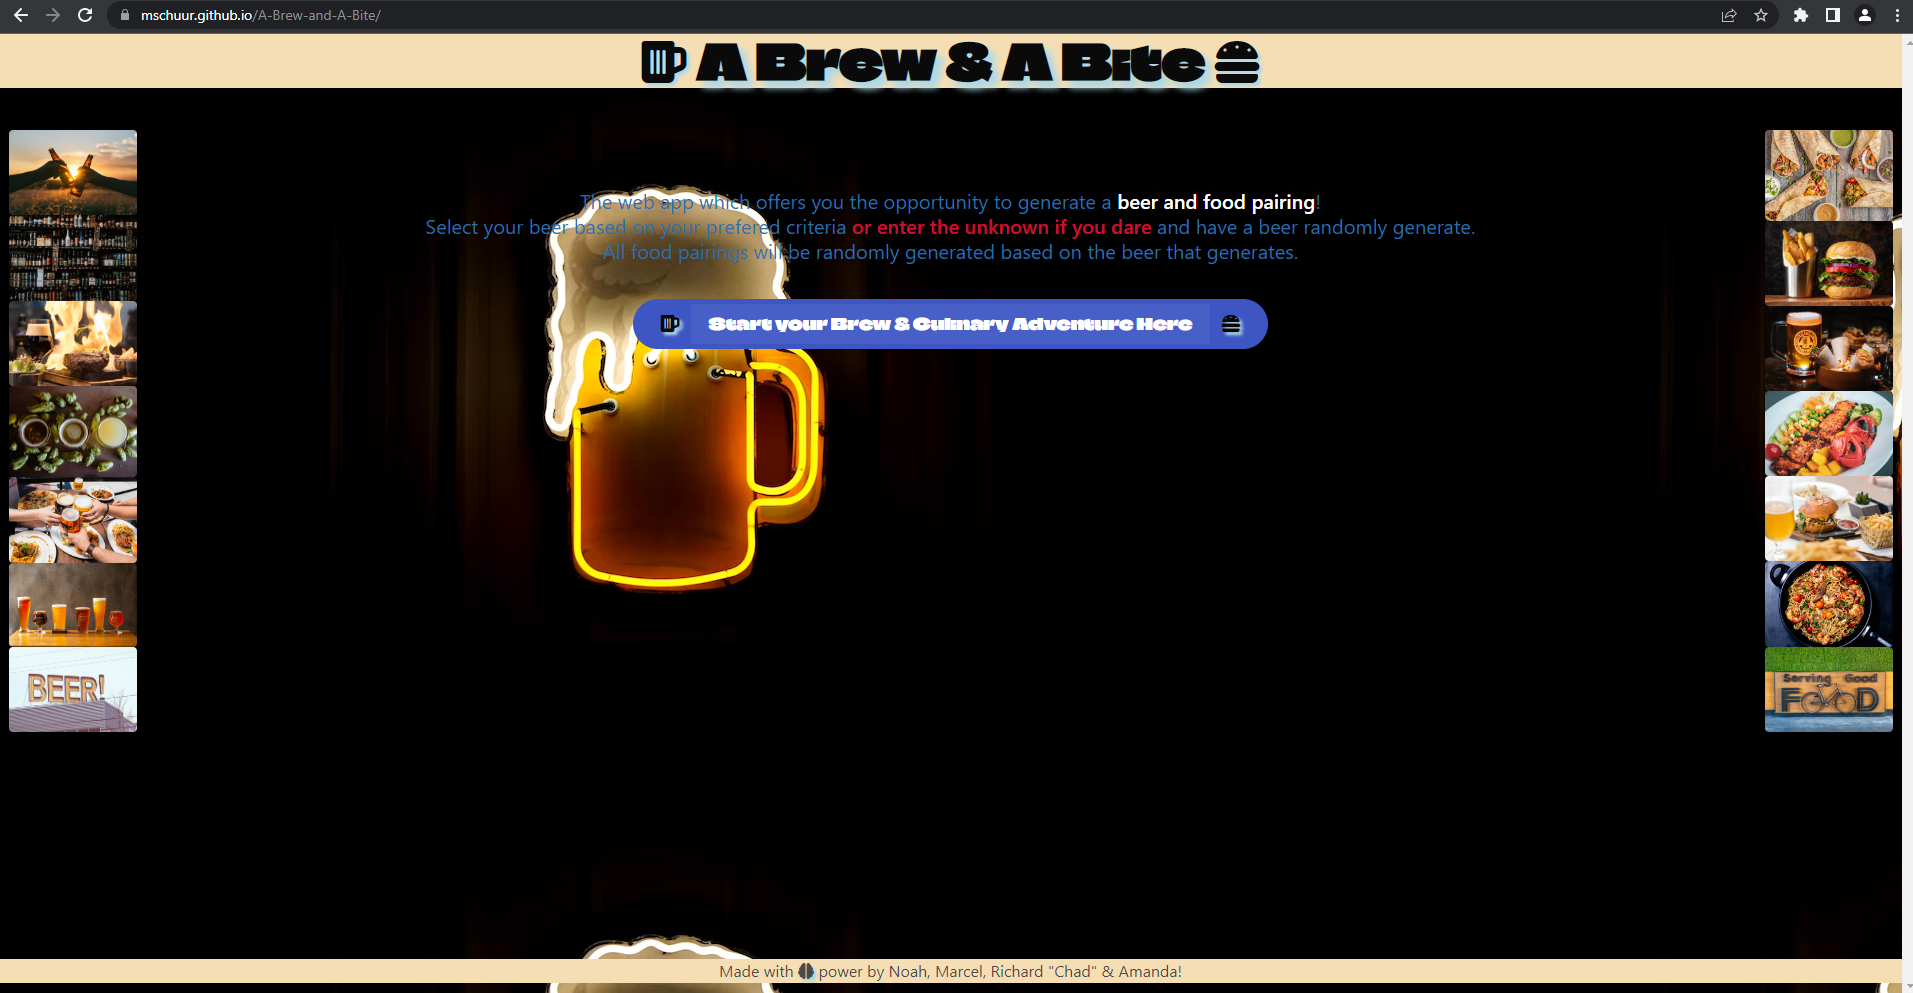 mschuur.github.io/A-Brew-and-A-Bite/
A Brew & A Bite
The web app which offers you the opportunity to generate a beer and food pairing!
Select your beer based on your prefered criteria or enter the unknown if you dare and have a beer randomly generate.
All food pairings will be randomly generated based on the beer that generates.
Start your Brew & Culinary Adventure Here
BEER!
Serving Good
FOOD
Made with power by Noah, Marcel, Richard "Chad" & Amanda!